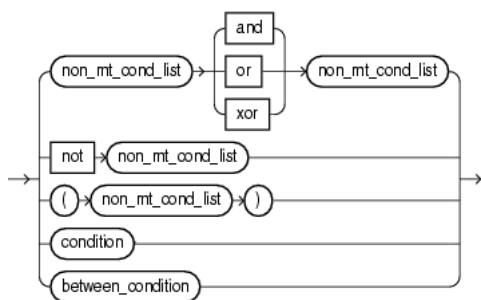 and
non_mt_cond_list or non_mt_cond_list
xor
not non_mt_cond_list
( non_mt_cond_list )
condition
between_condition